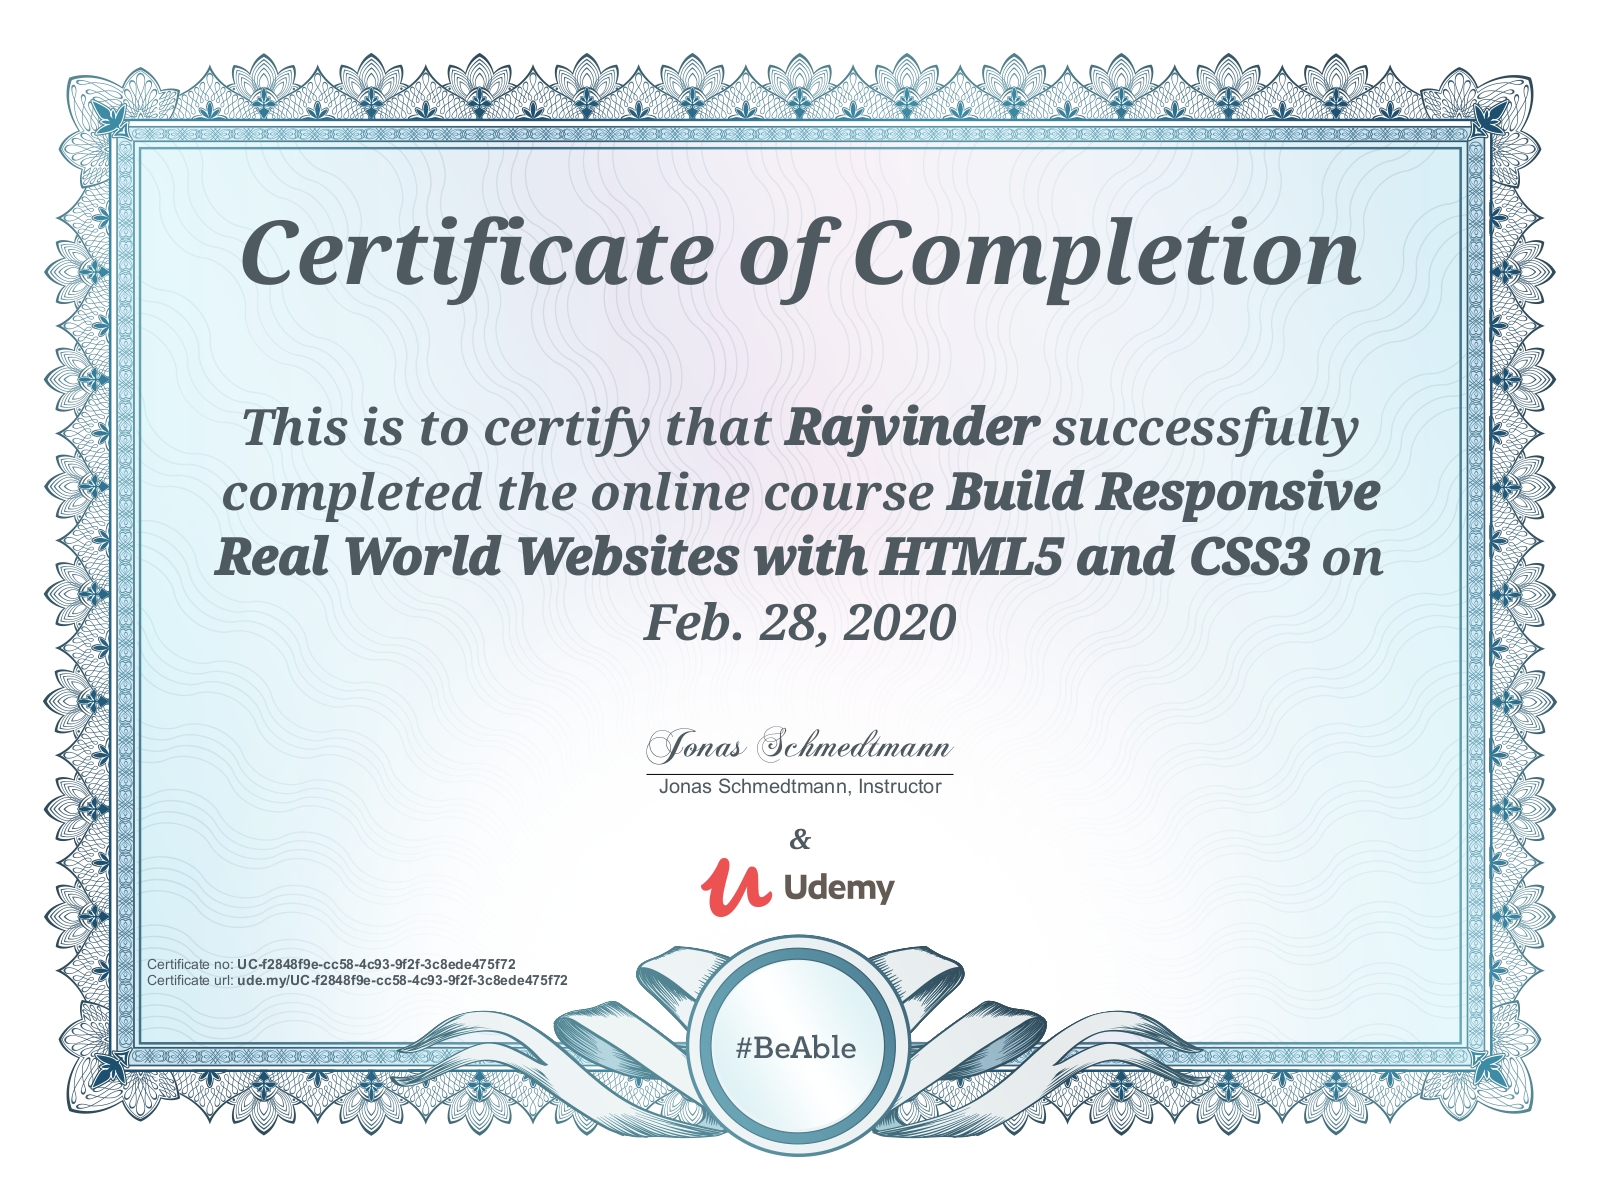 Certificate of Completion
This is to certify that Rajvinder successfully
completed the online course Build Responsive
Real World Websites with HTML5 and CSS3 on
Feb. 28, 2020
Jonas Schmedtmann
Jonas Schmedtmann, Instructor
&
Udemy
Certificate no: UC-f2848f9e-cc58-4c93-9f2f-3c8ede475f72
Certificate url: ude.my/UC-f2848f9e-cc58-4c93-9f2f-3c8ede475f72
#BeAble